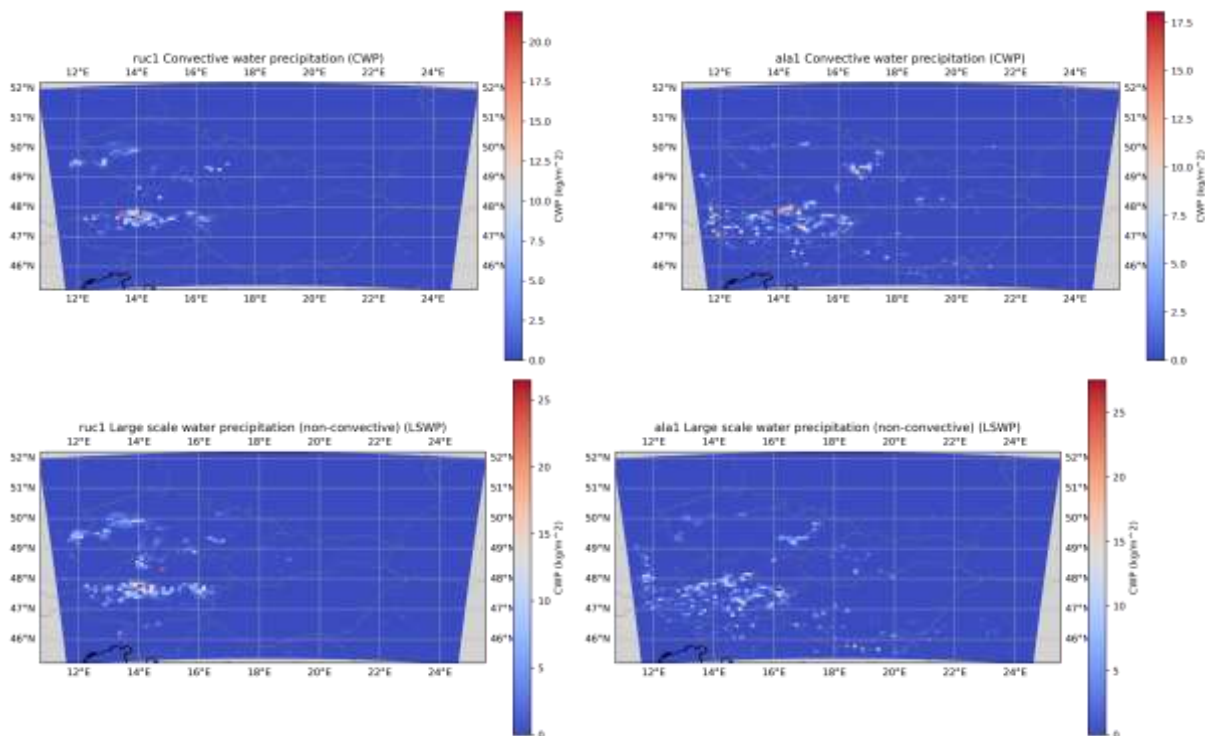 ruc1 Convective water precipitation (CWP)
12°E 14°E 16°E 18°E 20°E 22°E 24°E
52°N 52°N
51°N 51°N
50°N 50°N
49°N 49°N
48°N 48°N
47°N 47°N
46°N 46°N
12°E 14°E 16°E 18°E 20°E 22°E 24°E
20.0
17.5
15.0
12.5
10.0
7.5
5.0
2.5
0.0
CWP (kg/m^2)
ala1 Convective water precipitation (CWP)
12°E 14°E 16°E 18°E 20°E 22°E 24°E
52°N 52°N
51°N 51°N
50°N 50°N
49°N 49°N
48°N 48°N
47°N 47°N
46°N 46°N
12°E 14°E 16°E 18°E 20°E 22°E 24°E
17.5
15.0
12.5
10.0
7.5
5.0
2.5
0.0
CWP (kg/m^2)
ruc1 Large scale water precipitation (non-convective) (LSWP)
12°E 14°E 16°E 18°E 20°E 22°E 24°E
52°N 52°N
51°N 51°N
50°N 50°N
49°N 49°N
48°N 48°N
47°N 47°N
46°N 46°N
12°E 14°E 16°E 18°E 20°E 22°E 24°E
25
20
15
10
5
0
CWP (kg/m^2)
ala1 Large scale water precipitation (non-convective) (LSWP)
12°E 14°E 16°E 18°E 20°E 22°E 24°E
52°N 52°N
51°N 51°N
50°N 50°N
49°N 49°N
48°N 48°N
47°N 47°N
46°N 46°N
12°E 14°E 16°E 18°E 20°E 22°E 24°E
25
20
15
10
5
0
CWP (kg/m^2)